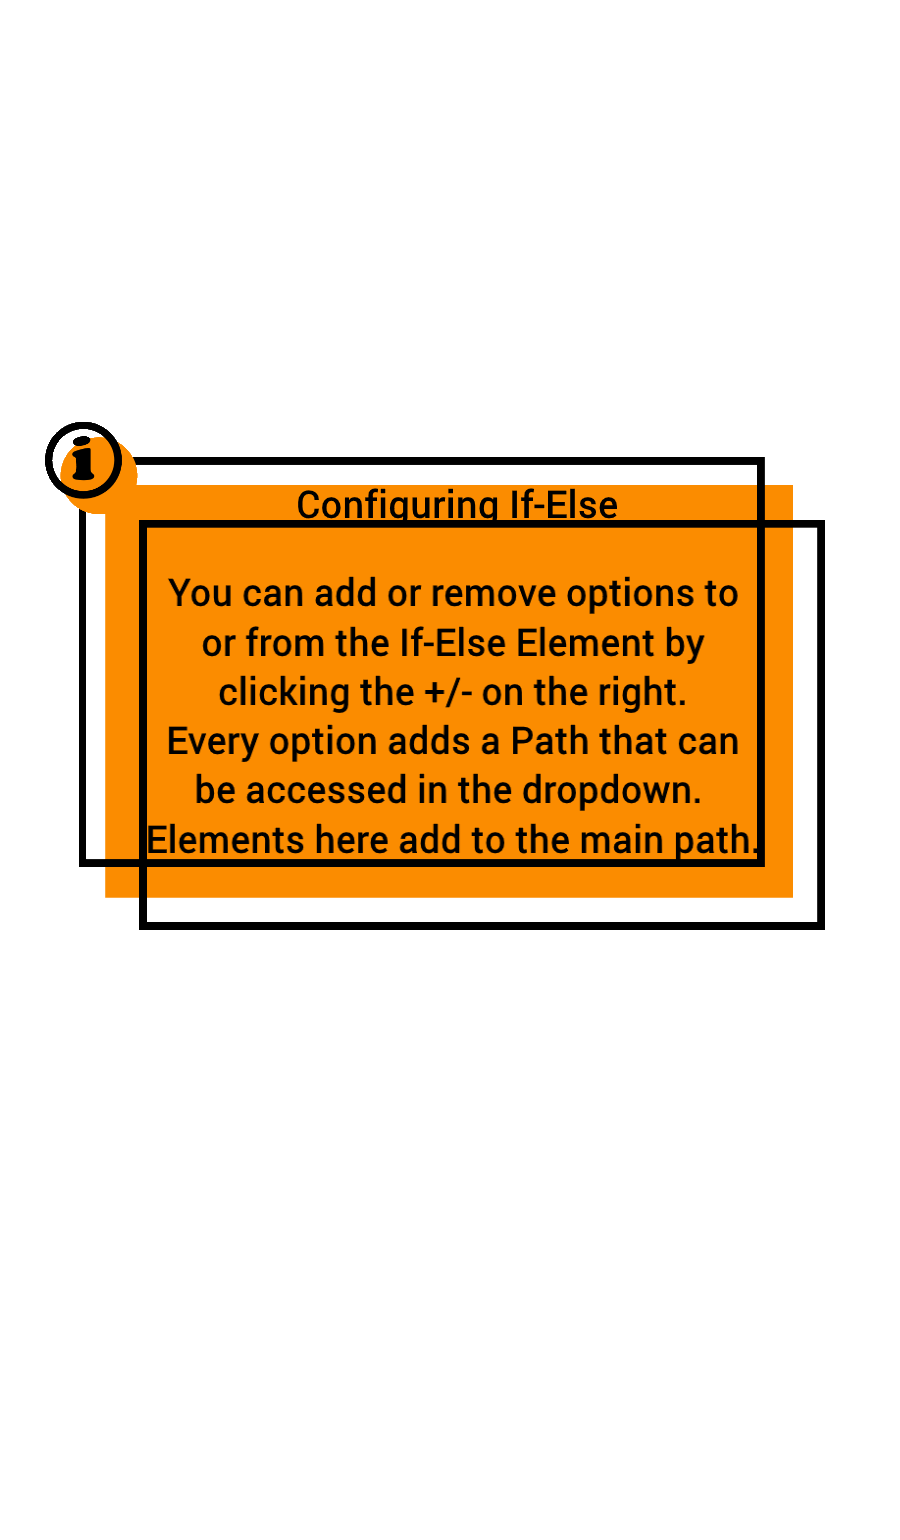 i
Configuring If-Else
You can add or remove options to
or from the If-Else Element by
clicking the +/- on the right.
Every option adds a Path that can
be accessed in the dropdown.
Elements here add to the main path.